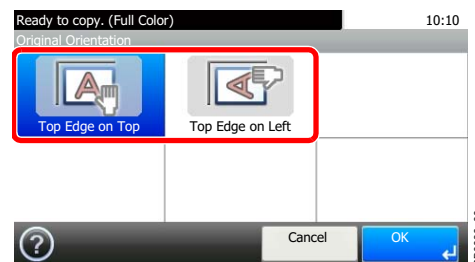 Ready to copy. (Full Color) 10:10
Original Orientation
A A
Top Edge on Top Top Edge on Left
? Cancel OK